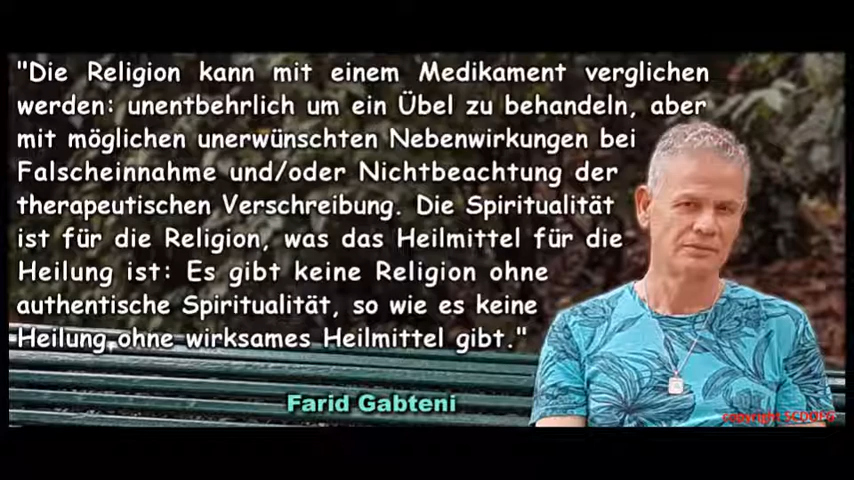 "Die Religion kann mit einem Medikament verglichen
werden: unentbehrlich um ein Übel zu behandeln, aber
mit möglichen unerwünschten Nebenwirkungen bei
Falscheinnahme und/oder Nichtbeachtung der
therapeutischen Verschreibung. Die Spiritualität
ist für die Religion, was das Heilmittel für die
Heilung ist: Es gibt keine Religion ohne
authentische Spiritualität, so wie es keine
Heilung ohne wirksames Heilmittel gibt."
Farid Gabteni
copyright SCDOFG